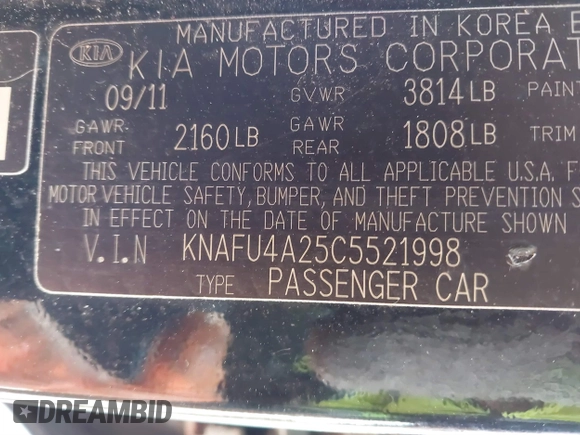 MANUFACTURED IN KOREA
KIA KIA MOTORS
09/11 GVWR 3814LB
GAWR FRONT 2160LB GAWR REAR 1808LB TRIM
THIS VEHICLE CONFORMS TO ALL APPLICABLE U.S.A.
MOTOR VEHICLE SAFETY, BUMPER, AND THEFT PREVENTION
IN EFFECT ON THE DATE OF MANUFACTURE SHOWN
V.I.N KNAFU4A25C5521998
TYPE PASSENGER CAR
DREAMBID